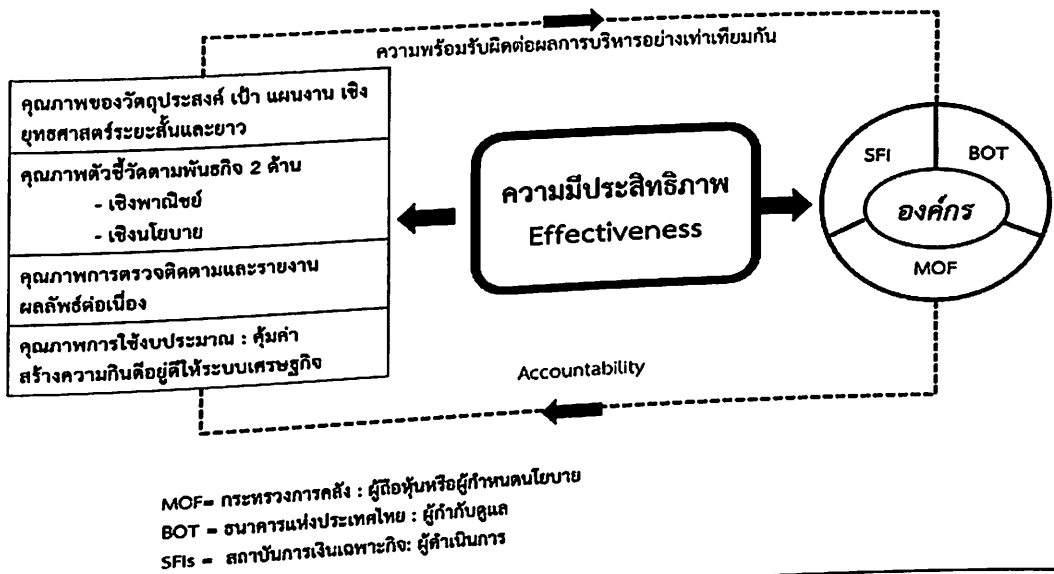 ความพร้อมรับผิดต่อผลการบริหารอย่างเท่าเทียมกัน
คุณภาพของวัตถุประสงค์ เป้า แผนงาน เชิง
ยุทธศาสตร์ระยะสั้นและยาว
คุณภาพตัวชี้วัดตามพันธกิจ 2 ด้าน
- เชิงพาณิชย์
- เชิงนโยบาย
คุณภาพการตรวจติดตามและรายงาน
ผลลัพธ์ต่อเนื่อง
คุณภาพการใช้งบประมาณ : คุ้มค่า
สร้างความกินดีอยู่ดีให้ระบบเศรษฐกิจ
ความมีประสิทธิภาพ
Effectiveness
SFI
BOT
องค์กร
MOF
Accountability
MOF= กระทรวงการคลัง : ผู้ถือหุ้นหรือผู้กำหนดนโยบาย
BOT = ธนาคารแห่งประเทศไทย : ผู้กำกับดูแล
SFIs = สถาบันการเงินเฉพาะกิจ: ผู้ดำเนินการ